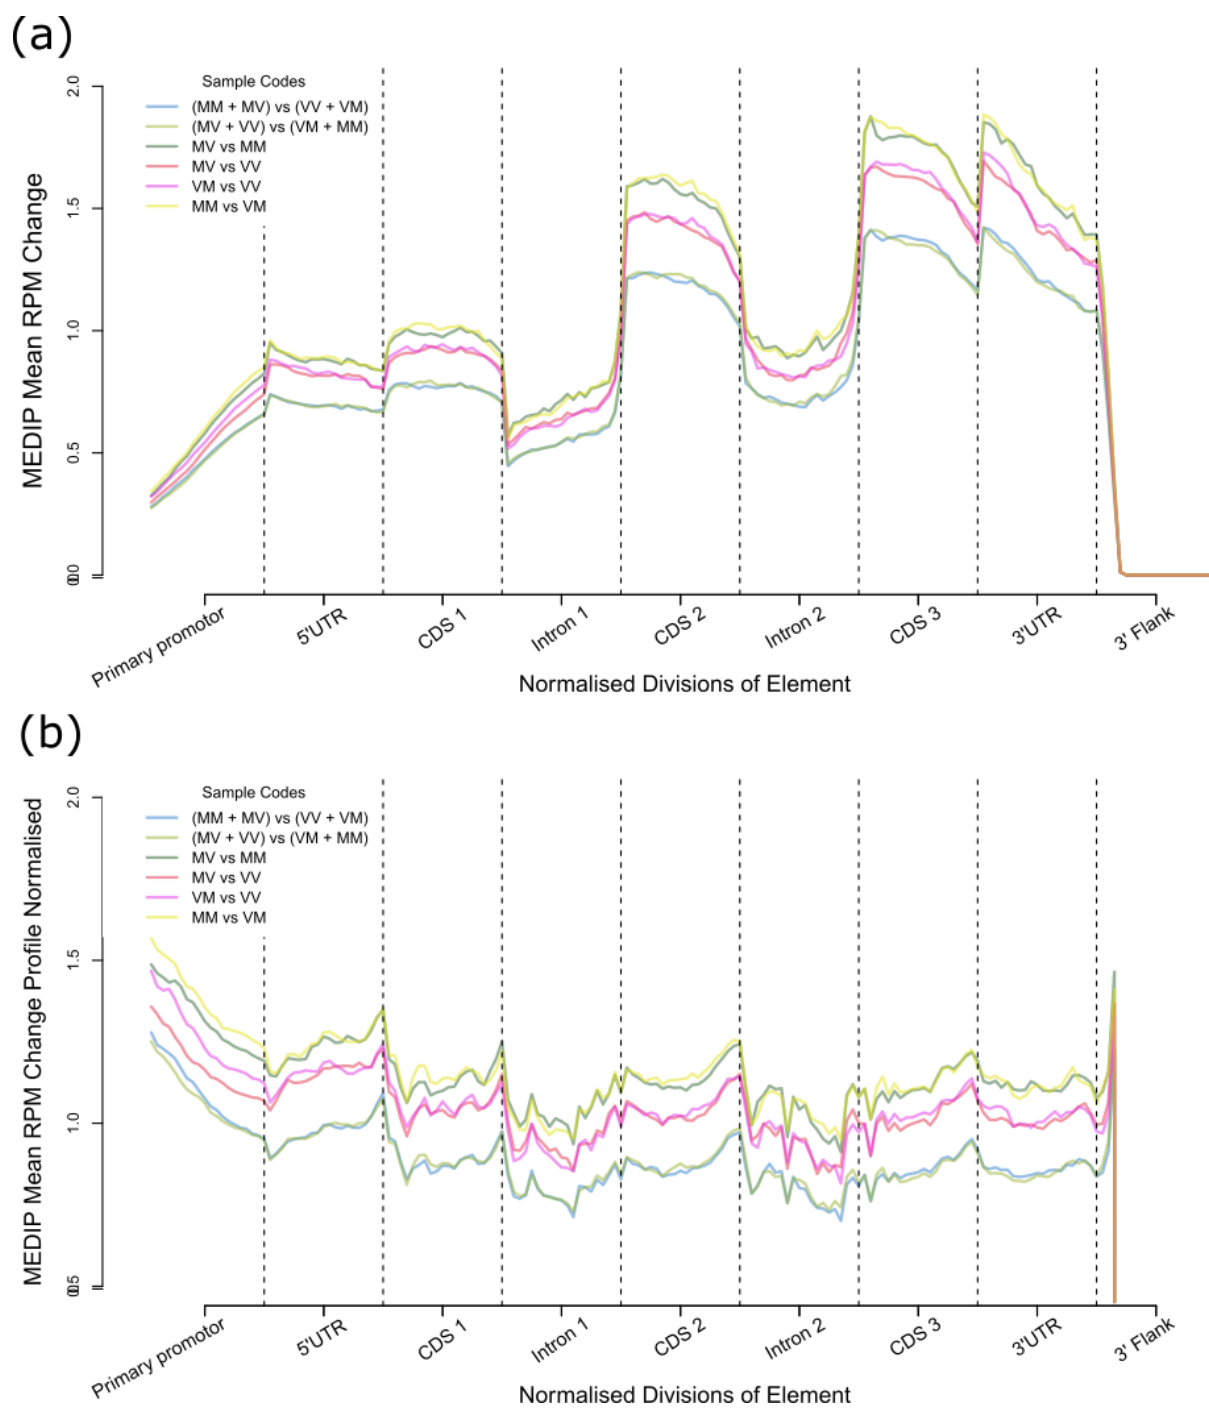 (a)
MEDIP Mean RPM Change
2.0
1.5
1.0
0.5
Sample Codes
(MM + MV) vs (VV + VM)
(MV + VV) vs (VM + MM)
MV vs MM
MV vs VV
VM vs VV
MM vs VM
Primary promotor
5'UTR
CDS 1
Intron 1
CDS 2
Intron 2
CDS 3
3'UTR
3' Flank
Normalised Divisions of Element
(b)
MEDIP Mean RPM Change Profile Normalised
2.0
1.5
1.0
Sample Codes
(MM + MV) vs (VV + VM)
(MV + VV) vs (VM + MM)
MV vs MM
MV vs VV
VM vs VV
MM vs VM
Primary promotor
5'UTR
CDS 1
Intron 1
CDS 2
Intron 2
CDS 3
3'UTR
3' Flank
Normalised Divisions of Element